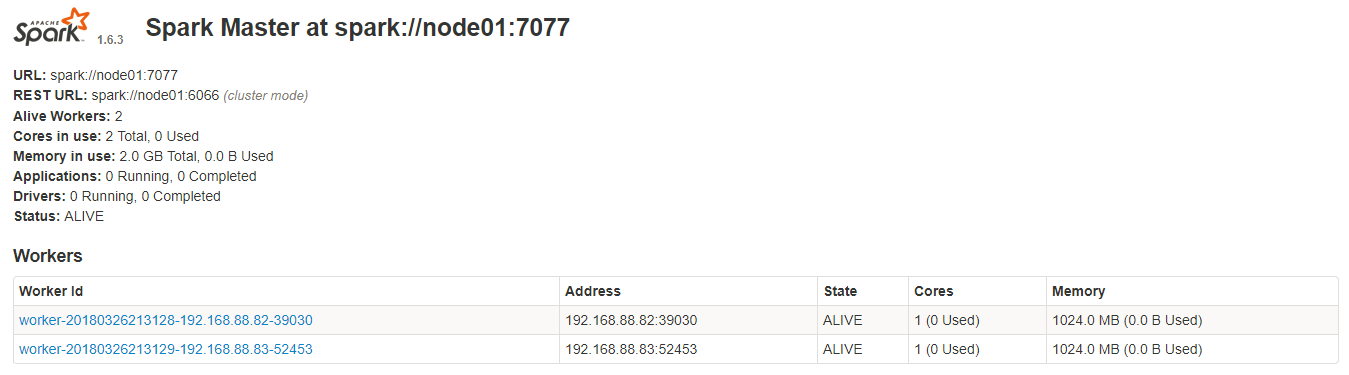 APACHE
Spark 1.6.3 Spark Master at spark://node01:7077
URL: spark://node01:7077
REST URL: spark://node01:6066 (cluster mode)
Alive Workers: 2
Cores in use: 2 Total, 0 Used
Memory in use: 2.0 GB Total, 0.0 B Used
Applications: 0 Running, 0 Completed
Drivers: 0 Running, 0 Completed
Status: ALIVE
Workers
Worker Id Address State Cores Memory
worker-20180326213128-192.168.88.82-39030 192.168.88.82:39030 ALIVE 1 (0 Used) 1024.0 MB (0.0 B Used)
worker-20180326213129-192.168.88.83-52453 192.168.88.83:52453 ALIVE 1 (0 Used) 1024.0 MB (0.0 B Used)